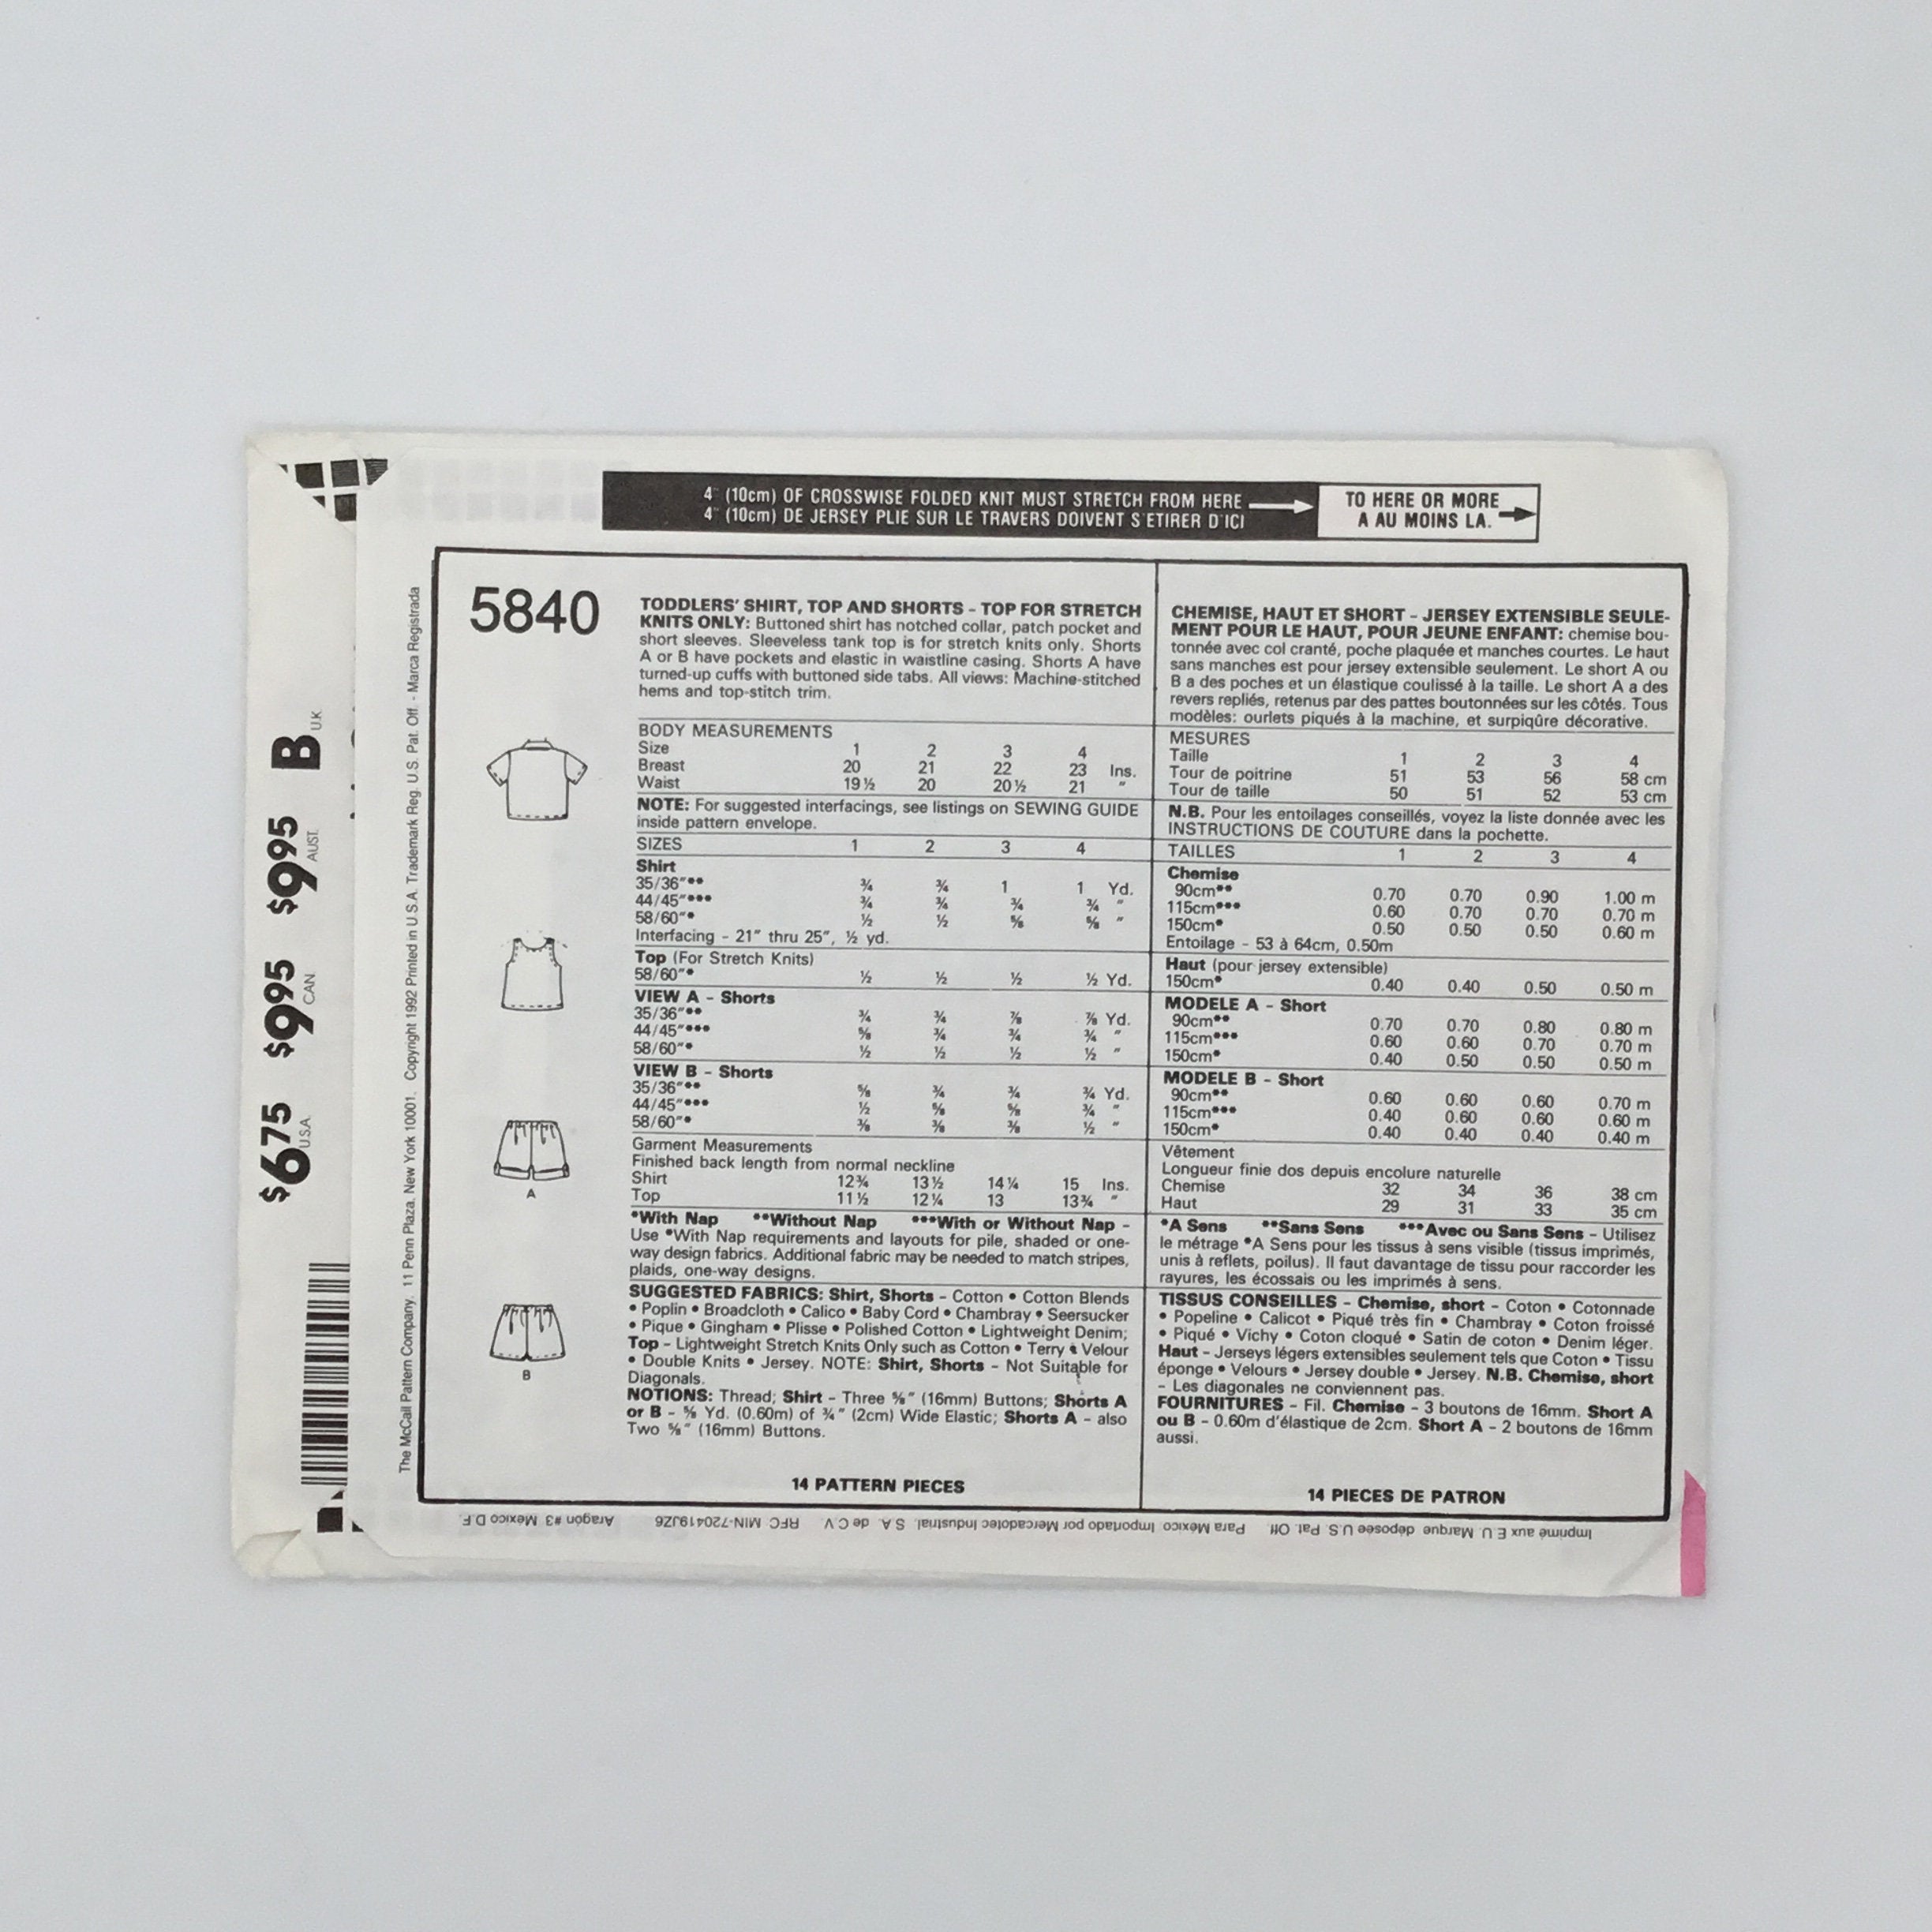 4" (10cm) OF CROSSWISE FOLDED KNIT MUST STRETCH FROM HERE
4" (10cm) DE JERSEY PLIE SUR LE TRAVERS DOIVENT S'ETIRER D'ICI
TO HERE OR MORE
A AU MOINS LA.
5840
TODDLERS' SHIRT, TOP AND SHORTS – TOP FOR STRETCH
KNITS ONLY: Buttoned shirt has notched collar, patch pocket and
short sleeves. Sleeveless tank top is for stretch knits only. Shorts
A or B have pockets and elastic in waistline casing. Shorts A have
turned-up cuffs with buttoned side tabs. All views: Machine-stitched
hems and top-stitch trim.
BODY MEASUREMENTS
Size 1 2 3 4
Breast 20 21 22 23 Ins.
Waist 19½ 20 20½ 21 "
NOTE: For suggested interfacings, see listings on SEWING GUIDE
inside pattern envelope.
SIZES 1 2 3 4
Shirt
35/36"** ¾ ¾ 1 1 Yd.
44/45"*** ¾ ¾ ¾ ¾ "
58/60"* ½ ½ ⅝ ⅝ "
Interfacing – 21" thru 25", ½ yd.
Top (For Stretch Knits)
58/60"* ½ ½ ½ ½ Yd.
VIEW A – Shorts
35/36"** ¾ ¾ ⅞ ⅞ Yd.
44/45"*** ⅝ ¾ ¾ ¾ "
58/60"* ½ ½ ½ ½ "
VIEW B – Shorts
35/36"** ⅝ ¾ ¾ ¾ Yd.
44/45"*** ½ ⅝ ⅝ ¾ "
58/60"* ⅜ ⅜ ⅜ ½ "
Garment Measurements
Finished back length from normal neckline
Shirt 12¾ 13½ 14¼ 15 Ins.
Top 11½ 12¼ 13 13¾ "
*With Nap **Without Nap ***With or Without Nap –
Use *With Nap requirements and layouts for pile, shaded or one-
way design fabrics. Additional fabric may be needed to match stripes,
plaids, one-way designs.
SUGGESTED FABRICS: Shirt, Shorts – Cotton • Cotton Blends
• Poplin • Broadcloth • Calico • Baby Cord • Chambray • Seersucker
• Pique • Gingham • Plisse • Polished Cotton • Lightweight Denim;
Top – Lightweight Stretch Knits Only such as Cotton • Terry • Velour
• Double Knits • Jersey. NOTE: Shirt, Shorts – Not Suitable for
Diagonals.
NOTIONS: Thread; Shirt – Three ⅝" (16mm) Buttons; Shorts A
or B – ⅝ Yd. (0.60m) of ¾" (2cm) Wide Elastic; Shorts A – also
Two ⅝" (16mm) Buttons.
14 PATTERN PIECES
CHEMISE, HAUT ET SHORT – JERSEY EXTENSIBLE SEULE-
MENT POUR LE HAUT, POUR JEUNE ENFANT: chemise bou-
tonnée avec col cranté, poche plaquée et manches courtes. Le haut
sans manches est pour jersey extensible seulement. Le short A ou
B a des poches et un élastique coulissé à la taille. Le short A a des
revers repliés, retenus par des pattes boutonnées sur les côtés. Tous
modèles: ourlets piqués à la machine, et surpiqûre décorative.
MESURES
Taille 1 2 3 4
Tour de poitrine 51 53 56 58 cm
Tour de taille 50 51 52 53 cm
N.B. Pour les entoilages conseillés, voyez la liste donnée avec les
INSTRUCTIONS DE COUTURE dans la pochette.
TAILLES 1 2 3 4
Chemise
90cm** 0.70 0.70 0.90 1.00 m
115cm*** 0.60 0.70 0.70 0.70 m
150cm* 0.50 0.50 0.50 0.60 m
Entoilage – 53 à 64cm, 0.50m
Haut (pour jersey extensible)
150cm* 0.40 0.40 0.50 0.50 m
MODELE A – Short
90cm** 0.70 0.70 0.80 0.80 m
115cm*** 0.60 0.60 0.70 0.70 m
150cm* 0.40 0.50 0.50 0.50 m
MODELE B – Short
90cm** 0.60 0.60 0.60 0.70 m
115cm*** 0.40 0.60 0.60 0.60 m
150cm* 0.40 0.40 0.40 0.40 m
Vêtement
Longueur finie dos depuis encolure naturelle
Chemise 32 34 36 38 cm
Haut 29 31 33 35 cm
*A Sens **Sans Sens ***Avec ou Sans Sens – Utilisez
le métrage *A Sens pour les tissus à sens visible (tissus imprimés,
unis à reflets, poilus). Il faut davantage de tissu pour raccorder les
rayures, les écossais ou les imprimés à sens.
TISSUS CONSEILLES – Chemise, short – Coton • Cotonnade
• Popeline • Calicot • Piqué très fin • Chambray • Coton froissé
• Piqué • Vichy • Coton cloqué • Satin de coton • Denim léger.
Haut – Jerseys légers extensibles seulement tels que Coton • Tissu
éponge • Velours • Jersey double • Jersey. N.B. Chemise, short
– Les diagonales ne conviennent pas.
FOURNITURES – Fil. Chemise – 3 boutons de 16mm. Short A
ou B – 0.60m d'élastique de 2cm. Short A – 2 boutons de 16mm
aussi.
14 PIECES DE PATRON
A
B
The McCall Pattern Company, 11 Penn Plaza, New York 10001. Copyright 1992 Printed in U.S.A. Trademark Reg. U.S. Pat. Off. - Marca Registrada
$675 U.S.A. $995 CAN. $995 AUST. B U.K.
Imprimé aux E.U. Marque déposée U.S. Pat. Off. Para México Importado por Mercadotec Industrial, S.A. de C.V. RFC MIN-720419JZ6 Aragon #3 Mexico D.F.